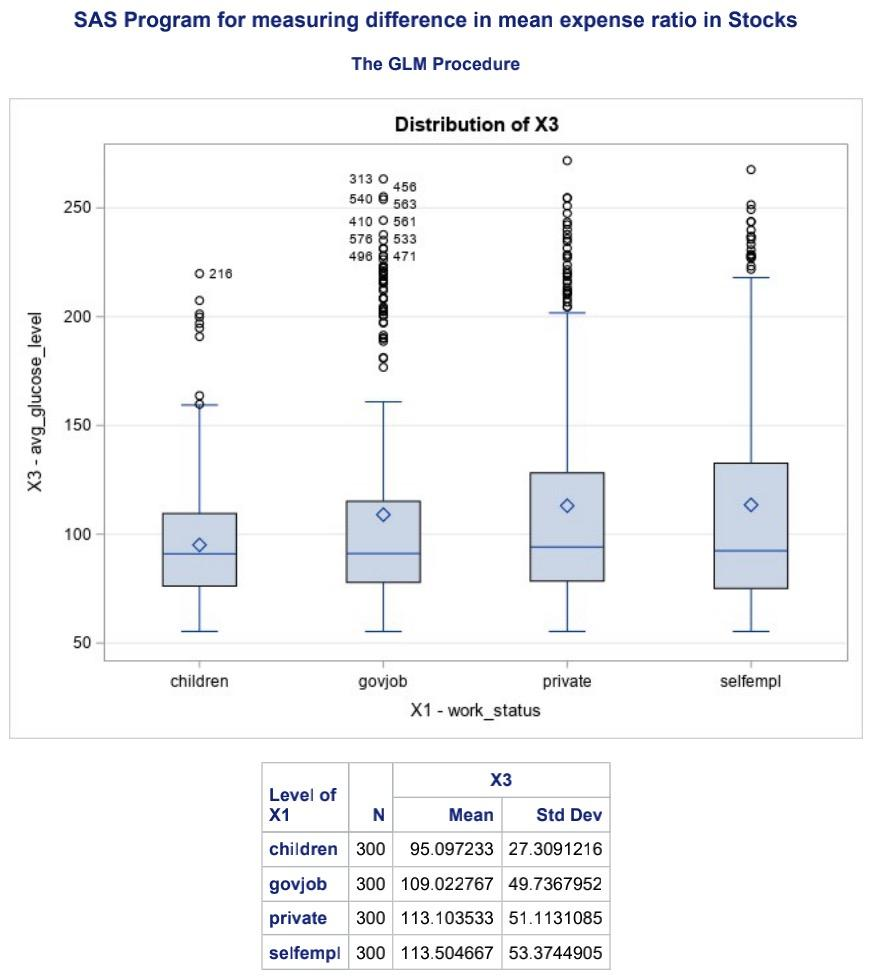 SAS Program for measuring difference in mean expense ratio in Stocks
The GLM Procedure
Distribution of X3
X3 - avg_glucose_level
250
200
150
100
50
216
313 456
540 563
410 561
576 533
496 471
children govjob private selfempl
X1 - work_status
Level of X1 N X3
Mean Std Dev
children 300 95.097233 27.3091216
govjob 300 109.022767 49.7367952
private 300 113.103533 51.1131085
selfempl 300 113.504667 53.3744905